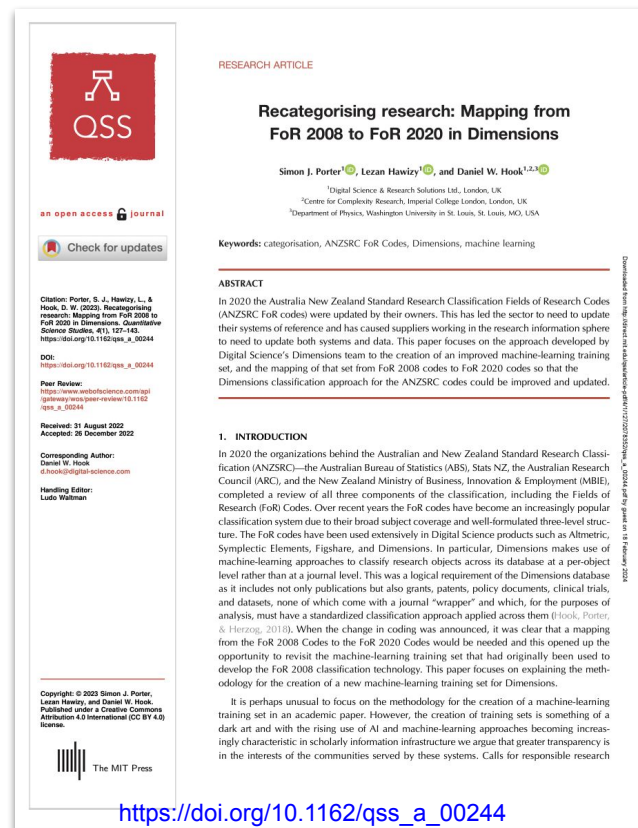 QSS
an open access journal
Check for updates
Citation: Porter, S. J., Hawizy, L., &
Hook, D. W. (2023). Recategorising
research: Mapping from FoR 2008 to
FoR 2020 in Dimensions. Quantitative
Science Studies, 4(1), 127–143.
https://doi.org/10.1162/qss_a_00244
DOI:
https://doi.org/10.1162/qss_a_00244
Peer Review:
https://www.webofscience.com/api
/gateway/wos/peer-review/10.1162
/qss_a_00244
Received: 31 August 2022
Accepted: 26 December 2022
Corresponding Author:
Daniel W. Hook
d.hook@digital-science.com
Handling Editor:
Ludo Waltman
Copyright: © 2023 Simon J. Porter,
Lezan Hawizy, and Daniel W. Hook.
Published under a Creative Commons
Attribution 4.0 International (CC BY 4.0)
license.
The MIT Press
RESEARCH ARTICLE
Recategorising research: Mapping from
FoR 2008 to FoR 2020 in Dimensions
Simon J. Porter1, Lezan Hawizy1, and Daniel W. Hook1,2,3
1Digital Science & Research Solutions Ltd., London, UK
2Centre for Complexity Research, Imperial College London, London, UK
3Department of Physics, Washington University in St. Louis, St. Louis, MO, USA
Keywords: categorisation, ANZSRC FoR Codes, Dimensions, machine learning
ABSTRACT
In 2020 the Australia New Zealand Standard Research Classification Fields of Research Codes
(ANZSRC FoR codes) were updated by their owners. This has led the sector to need to update
their systems of reference and has caused suppliers working in the research information sphere
to need to update both systems and data. This paper focuses on the approach developed by
Digital Science's Dimensions team to the creation of an improved machine-learning training
set, and the mapping of that set from FoR 2008 codes to FoR 2020 codes so that the
Dimensions classification approach for the ANZSRC codes could be improved and updated.
1. INTRODUCTION
In 2020 the organizations behind the Australian and New Zealand Standard Research Classi-
fication (ANZSRC)—the Australian Bureau of Statistics (ABS), Stats NZ, the Australian Research
Council (ARC), and the New Zealand Ministry of Business, Innovation & Employment (MBIE),
completed a review of all three components of the classification, including the Fields of
Research (FoR) Codes. Over recent years the FoR codes have become an increasingly popular
classification system due to their broad subject coverage and well-formulated three-level struc-
ture. The FoR codes have been used extensively in Digital Science products such as Altmetric,
Symplectic Elements, Figshare, and Dimensions. In particular, Dimensions makes use of
machine-learning approaches to classify research objects across its database at a per-object
level rather than at a journal level. This was a logical requirement of the Dimensions database
as it includes not only publications but also grants, patents, policy documents, clinical trials,
and datasets, none of which come with a journal "wrapper" and which, for the purposes of
analysis, must have a standardized classification approach applied across them (Hook, Porter,
& Herzog, 2018). When the change in coding was announced, it was clear that a mapping
from the FoR 2008 Codes to the FoR 2020 Codes would be needed and this opened up the
opportunity to revisit the machine-learning training set that had originally been used to
develop the FoR 2008 classification technology. This paper focuses on explaining the meth-
odology for the creation of a new machine-learning training set for Dimensions.
It is perhaps unusual to focus on the methodology for the creation of a machine-learning
training set in an academic paper. However, the creation of training sets is something of a
dark art and with the rising use of AI and machine-learning approaches becoming increas-
ingly characteristic in scholarly information infrastructure we argue that greater transparency is
in the interests of the communities served by these systems. Calls for responsible research
Downloaded from http://direct.mit.edu/qss/article-pdf/4/1/127/2078352/qss_a_00244.pdf by guest on 18 February 2024
https://doi.org/10.1162/qss_a_00244